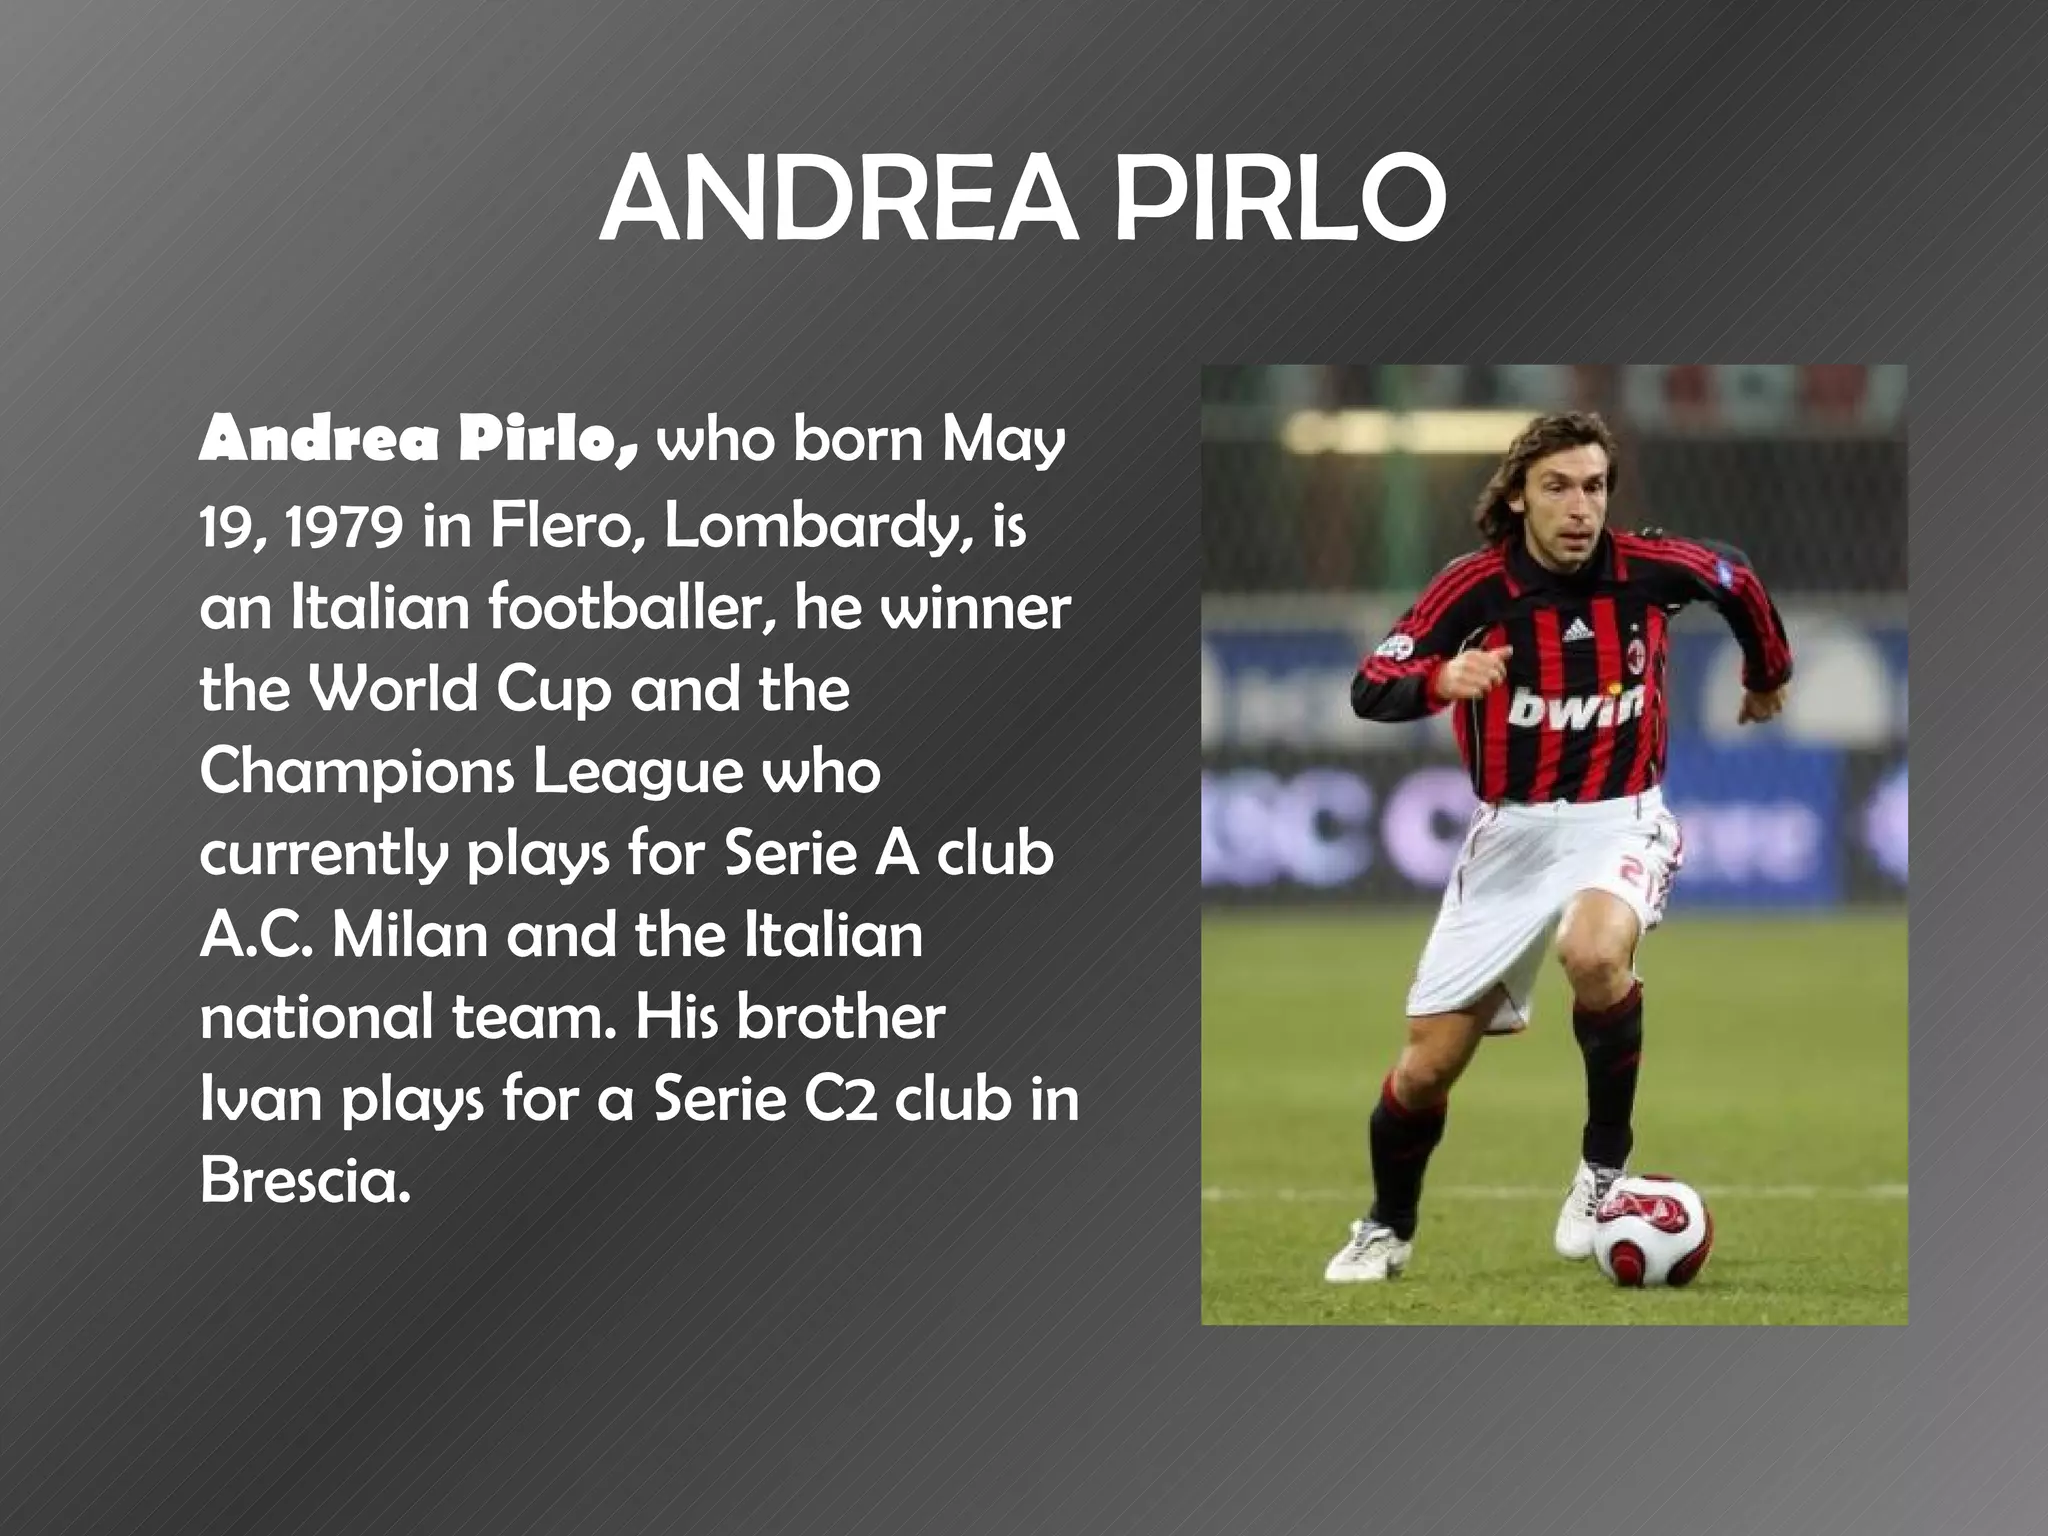 ANDREA PIRLO
Andrea Pirlo, who born May
19, 1979 in Flero, Lombardy, is
an Italian footballer, he winner
the World Cup and the
Champions League who
currently plays for Serie A club
A.C. Milan and the Italian
national team. His brother
Ivan plays for a Serie C2 club in
Brescia.
bwin
2